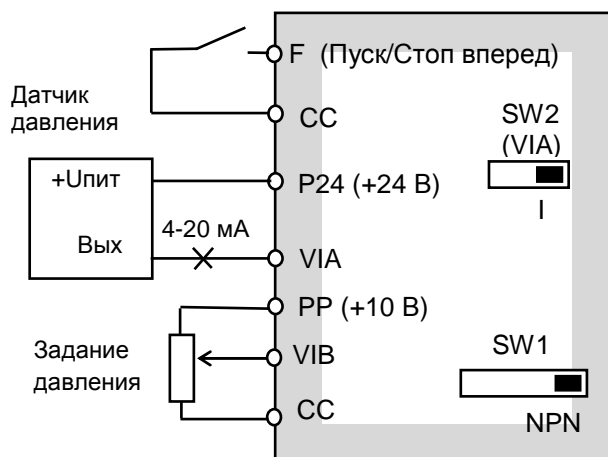 F (Пуск/Стоп вперед)
Датчик
давления
CC
SW2
(VIA)
I
+Uпит
P24 (+24 В)
Вых
4-20 мА
VIA
PP (+10 В)
Задание
давления
VIB
SW1
CC
NPN